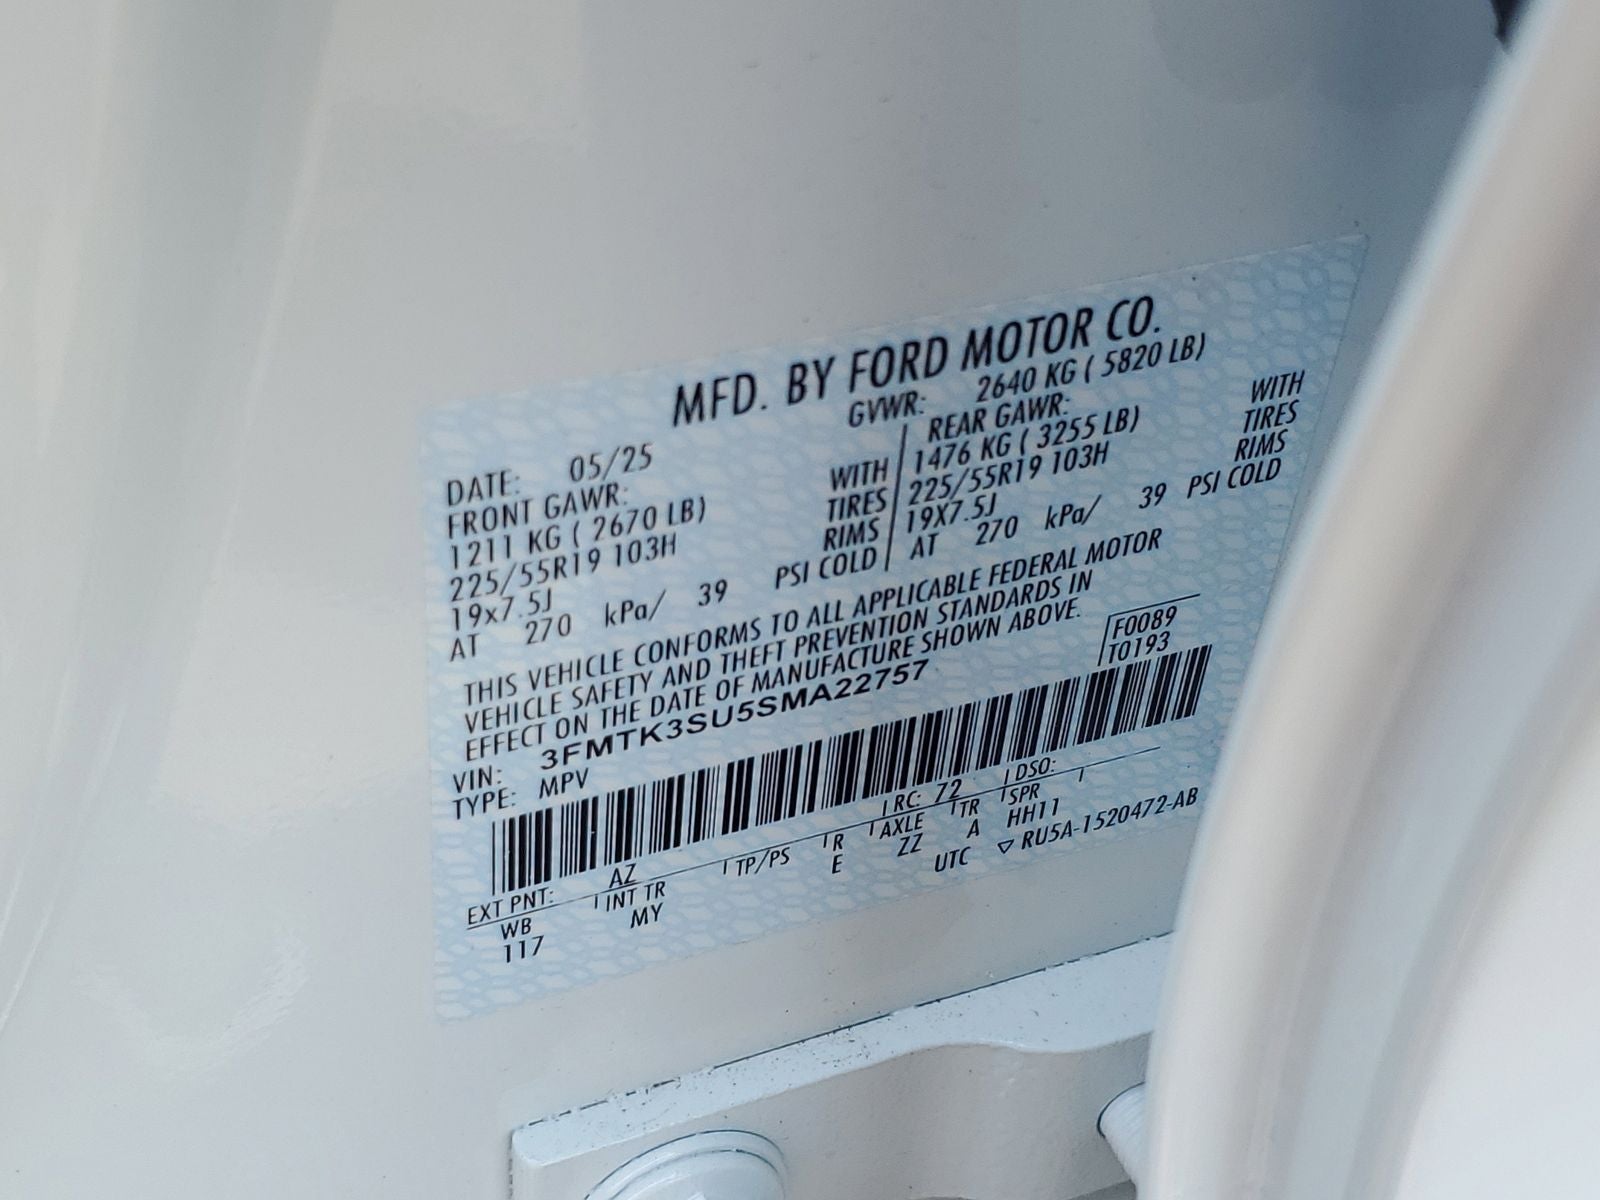 MFD. BY FORD MOTOR CO.
DATE: 05/25 GVWR: 2640 KG ( 5820 LB)
FRONT GAWR: REAR GAWR:
1211 KG ( 2670 LB) WITH 1476 KG ( 3255 LB) WITH
225/55R19 103H TIRES 225/55R19 103H TIRES
19x7.5J RIMS 19X7.5J RIMS
AT 270 kPa/ 39 PSI COLD AT 270 kPa/ 39 PSI COLD
THIS VEHICLE CONFORMS TO ALL APPLICABLE FEDERAL MOTOR
VEHICLE SAFETY AND THEFT PREVENTION STANDARDS IN
EFFECT ON THE DATE OF MANUFACTURE SHOWN ABOVE.
VIN: 3FMTK3SU5SMA22757 F0089
TYPE: MPV T0193
EXT PNT: AZ RC: 72 DSO:
WB INT TR TP/PS R AXLE TR SPR
117 MY E ZZ A HH11
UTC ▽ RU5A-1520472-AB